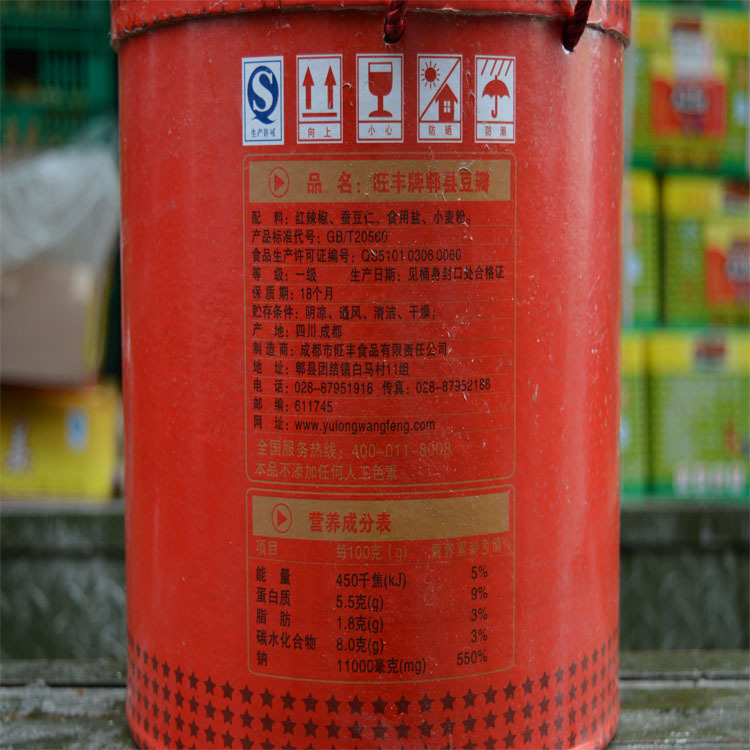 生产许可
向上
小心
防晒
防潮
品 名：旺丰牌郫县豆瓣
配 料：红辣椒、蚕豆仁、食用盐、小麦粉。
产品标准代号：GB/T20560
食品生产许可证编号：QS5101 0306 0060
等 级：一级 生产日期：见桶身封口处合格证
保 质 期：18个月
贮存条件：阴凉、通风、清洁、干燥；
产 地：四川.成都
制 造 商：成都市旺丰食品有限责任公司
地 址：郫县团结镇白马村11组
电 话：028-87951916 传真：028-87952166
邮 编：611745
网 址：www.yulongwangfeng.com
全国服务热线：400-011-8008
本品不添加任何人工色素
营养成分表
项目 每100克(g) 营养素参考值%
能 量 450千焦(kJ) 5%
蛋白质 5.5克(g) 9%
脂 肪 1.8克(g) 3%
碳水化合物 8.0克(g) 3%
钠 11000毫克(mg) 550%